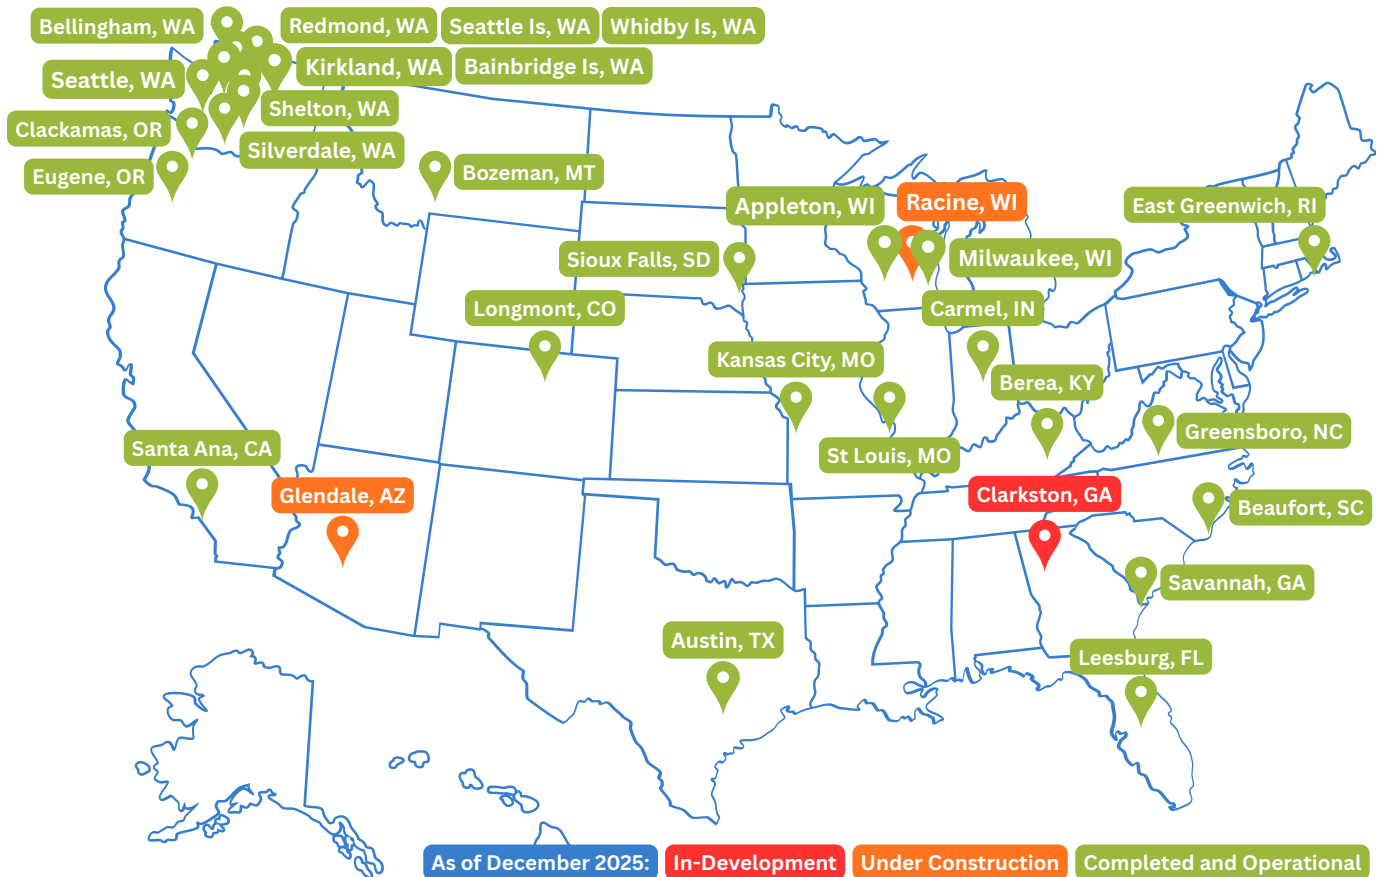 Bellingham, WA
Redmond, WA
Seattle Is, WA
Whidby Is, WA
Seattle, WA
Kirkland, WA
Bainbridge Is, WA
Shelton, WA
Clackamas, OR
Silverdale, WA
Eugene, OR
Bozeman, MT
Appleton, WI
Racine, WI
East Greenwich, RI
Sioux Falls, SD
Milwaukee, WI
Longmont, CO
Carmel, IN
Kansas City, MO
Berea, KY
Santa Ana, CA
St Louis, MO
Greensboro, NC
Glendale, AZ
Clarkston, GA
Beaufort, SC
Savannah, GA
Austin, TX
Leesburg, FL
As of December 2025:
In-Development
Under Construction
Completed and Operational